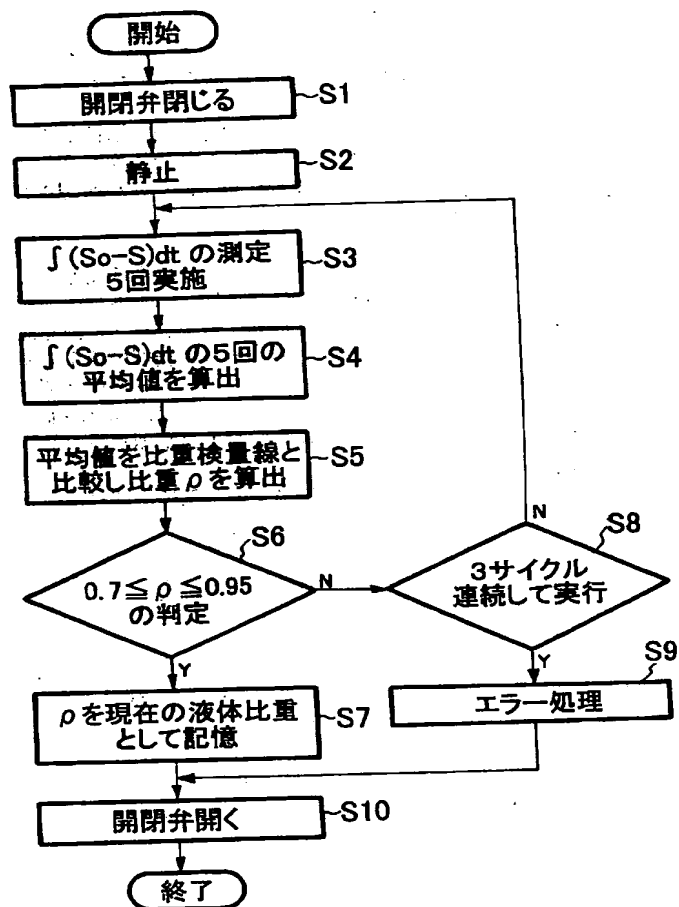 開始
開閉弁閉じる
S1
静止
S2
∫(So-S)dt の測定
5回実施
S3
∫(So-S)dt の5回の
平均値を算出
S4
平均値を比重検量線と
比較し比重ρを算出
S5
S6
0.7≦ρ≦0.95
の判定
N
Y
S8
3サイクル
連続して実行
N
Y
ρを現在の液体比重
として記憶
S7
S9
エラー処理
開閉弁開く
S10
終了